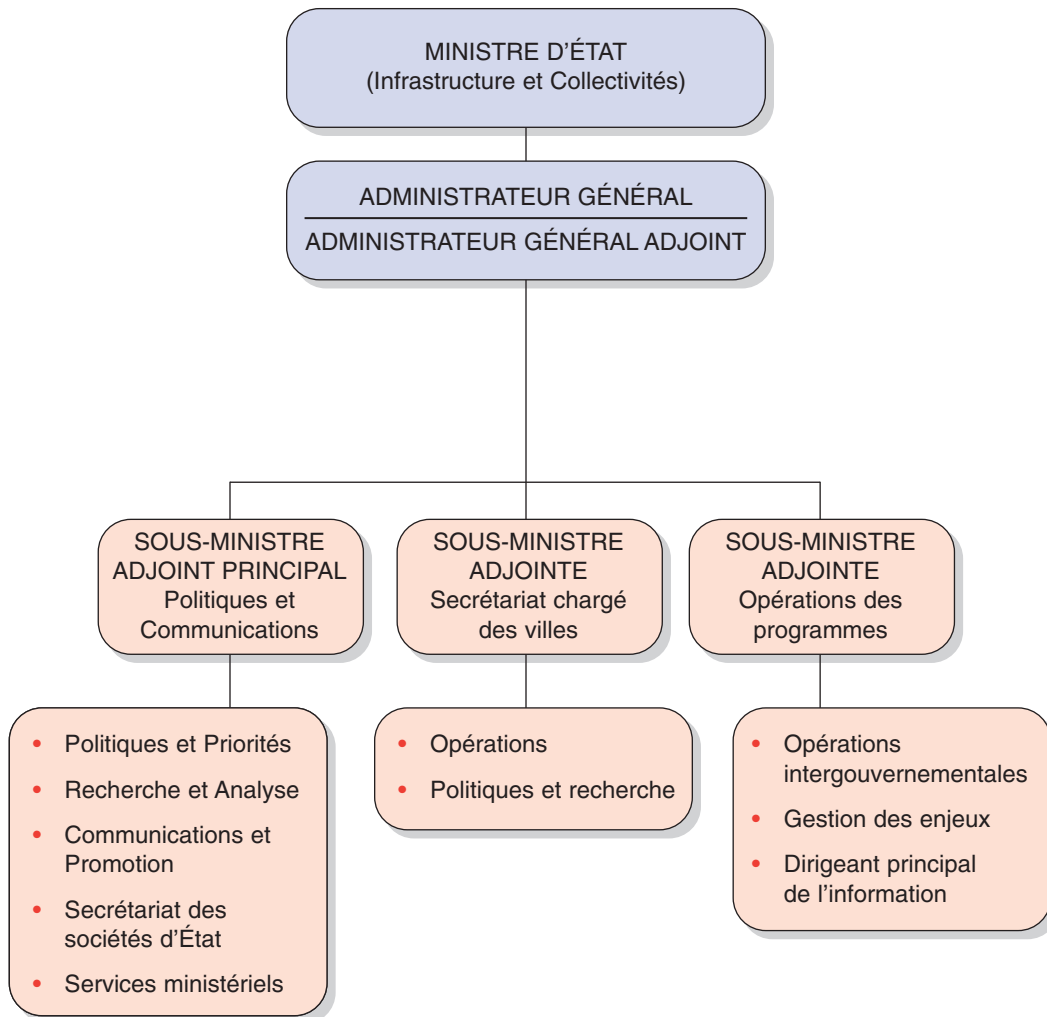 MINISTRE D'ÉTAT
(Infrastructure et Collectivités)
ADMINISTRATEUR GÉNÉRAL
ADMINISTRATEUR GÉNÉRAL ADJOINT
SOUS-MINISTRE
ADJOINT PRINCIPAL
Politiques et
Communications
SOUS-MINISTRE
ADJOINTE
Secrétariat chargé
des villes
SOUS-MINISTRE
ADJOINTE
Opérations des
programmes
• Politiques et Priorités
• Recherche et Analyse
• Communications et
Promotion
• Secrétariat des
sociétés d'État
• Services ministériels
• Opérations
• Politiques et recherche
• Opérations
intergouvernementales
• Gestion des enjeux
• Dirigeant principal
de l'information